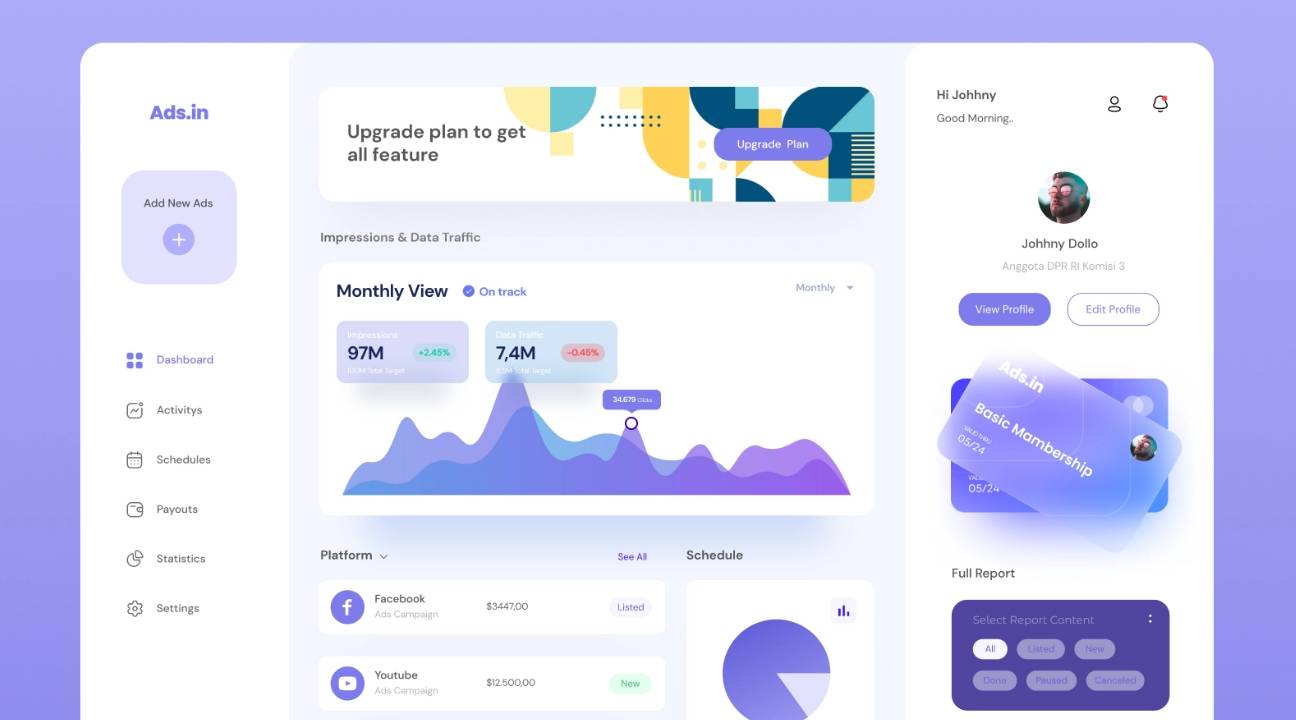 Ads.in
Add New Ads
Dashboard
Activitys
Schedules
Payouts
Statistics
Settings
Upgrade plan to get
all feature
Upgrade Plan
Impressions & Data Traffic
Monthly View
On track
Monthly
Impressions
97M
+2.45%
100M Total Target
Data Traffic
7,4M
-0.45%
Total Target
34.679 Clicks
Platform
See All
Facebook
Ads Campaign
$3447,00
Listed
Youtube
Ads Campaign
$12.500,00
New
Schedule
Hi Johhny
Good Morning..
Johhny Dollo
Anggota DPR RI Komisi 3
View Profile
Edit Profile
Ads.in
Basic Mambership
VALID THRU
05/24
05/24
Full Report
Select Report Content
All
Listed
New
Done
Paused
Canceled